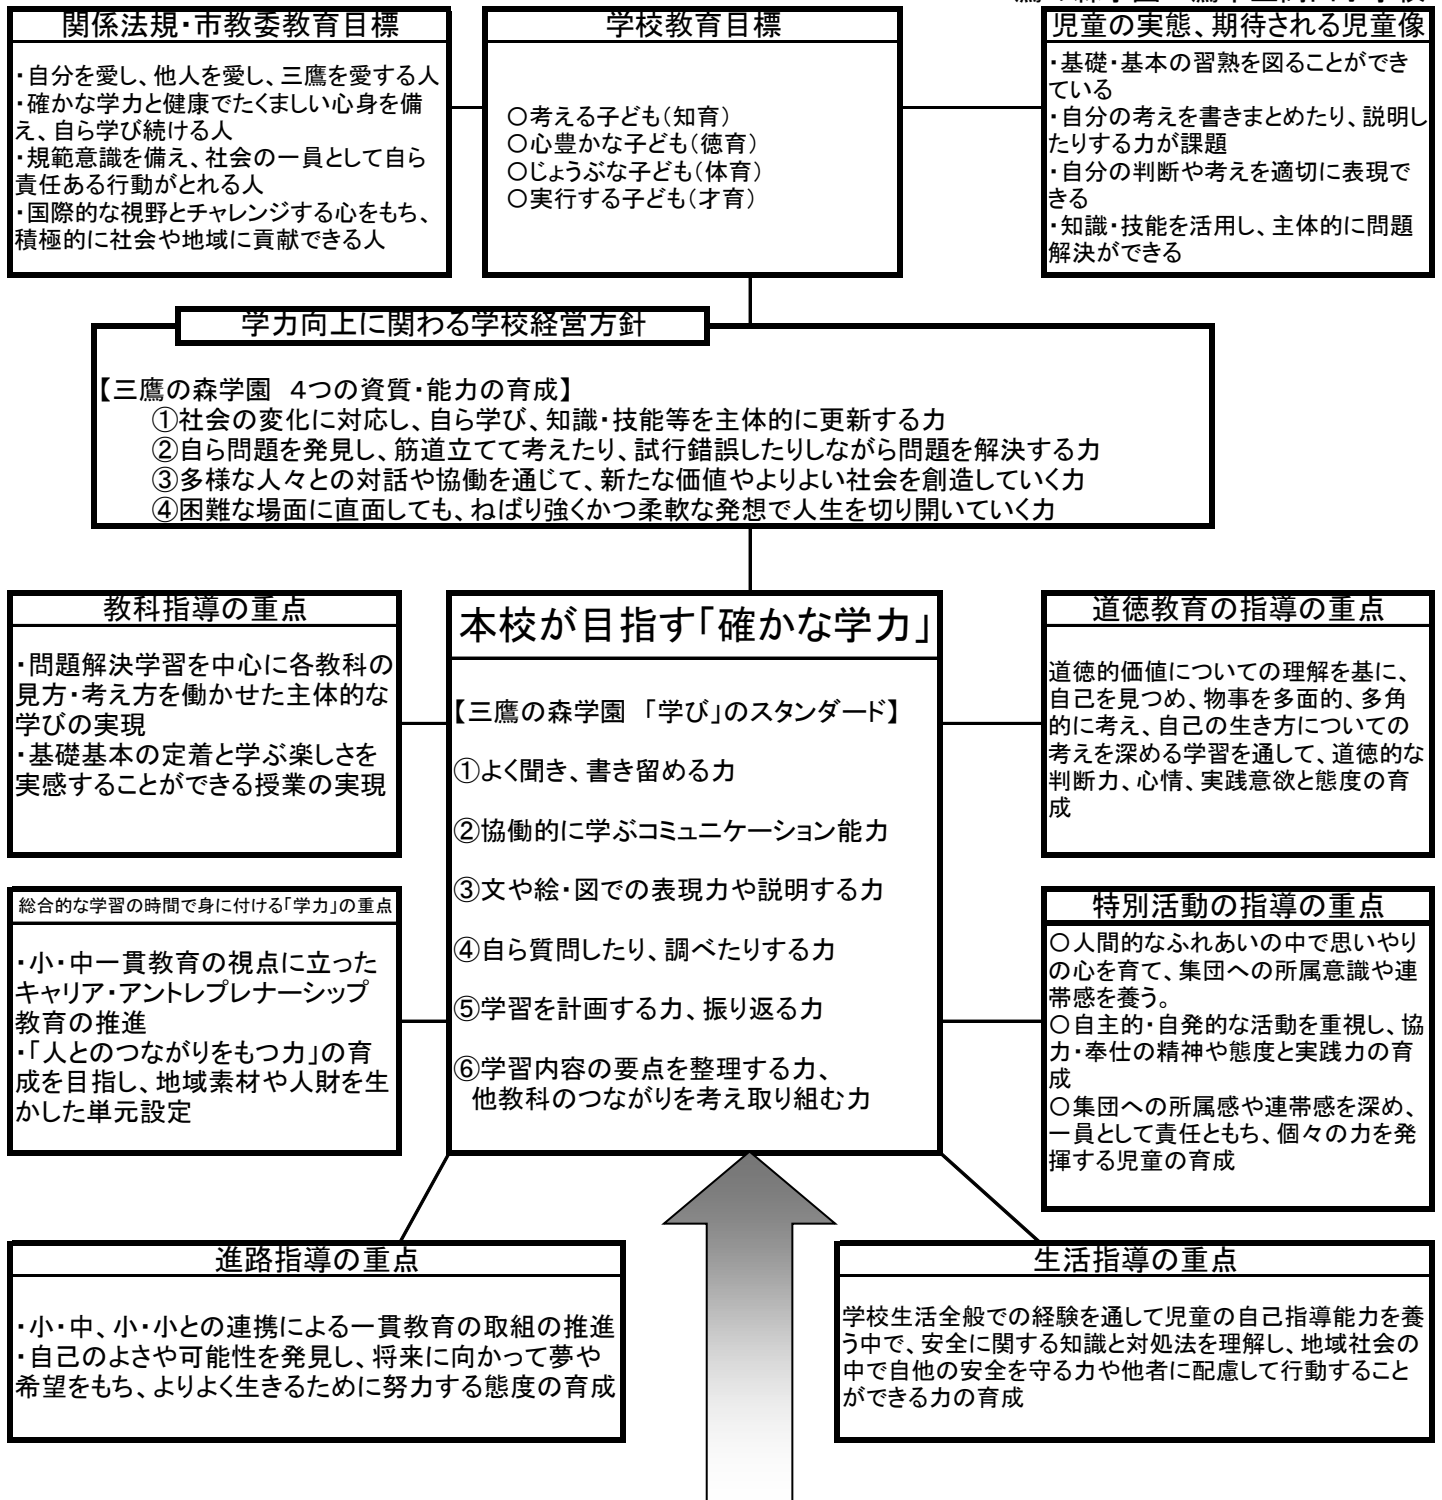 関係法規・市教委教育目標
・自分を愛し、他人を愛し、三鷹を愛する人
・確かな学力と健康でたくましい心身を備
え、自ら学び続ける人
・規範意識を備え、社会の一員として自ら
責任ある行動がとれる人
・国際的な視野とチャレンジする心をもち、
積極的に社会や地域に貢献できる人
学校教育目標
○考える子ども（知育）
○心豊かな子ども（徳育）
○じょうぶな子ども（体育）
○実行する子ども（才育）
児童の実態、期待される児童像
・基礎・基本の習熟を図ることができ
ている
・自分の考えを書きまとめたり、説明し
たりする力が課題
・自分の判断や考えを適切に表現で
きる
・知識・技能を活用し、主体的に問題
解決ができる
学力向上に関わる学校経営方針
【三鷹の森学園　４つの資質・能力の育成】
①社会の変化に対応し、自ら学び、知識・技能等を主体的に更新する力
②自ら問題を発見し、筋道立てて考えたり、試行錯誤したりしながら問題を解決する力
③多様な人々との対話や協働を通じて、新たな価値やよりよい社会を創造していく力
④困難な場面に直面しても、ねばり強くかつ柔軟な発想で人生を切り開いていく力
教科指導の重点
・問題解決学習を中心に各教科の
見方・考え方を働かせた主体的な
学びの実現
・基礎基本の定着と学ぶ楽しさを
実感することができる授業の実現
本校が目指す「確かな学力」
【三鷹の森学園　「学び」のスタンダード】
①よく聞き、書き留める力
②協働的に学ぶコミュニケーション能力
③文や絵・図での表現力や説明する力
④自ら質問したり、調べたりする力
⑤学習を計画する力、振り返る力
⑥学習内容の要点を整理する力、
他教科のつながりを考え取り組む力
道徳教育の指導の重点
道徳的価値についての理解を基に、
自己を見つめ、物事を多面的、多角
的に考え、自己の生き方についての
考えを深める学習を通して、道徳的な
判断力、心情、実践意欲と態度の育
成
総合的な学習の時間で身に付ける「学力」の重点
・小・中一貫教育の視点に立った
キャリア・アントレプレナーシップ
教育の推進
・「人とのつながりをもつ力」の育
成を目指し、地域素材や人財を生
かした単元設定
特別活動の指導の重点
○人間的なふれあいの中で思いやり
の心を育て、集団への所属意識や連
帯感を養う。
○自主的・自発的な活動を重視し、協
力・奉仕の精神や態度と実践力の育
成
○集団への所属感や連帯感を深め、
一員として責任ともち、個々の力を発
揮する児童の育成
進路指導の重点
・小・中、小・小との連携による一貫教育の取組の推進
・自己のよさや可能性を発見し、将来に向かって夢や
希望をもち、よりよく生きるために努力する態度の育成
生活指導の重点
学校生活全般での経験を通して児童の自己指導能力を養
う中で、安全に関する知識と対処法を理解し、地域社会の
中で自他の安全を守る力や他者に配慮して行動すること
ができる力の育成